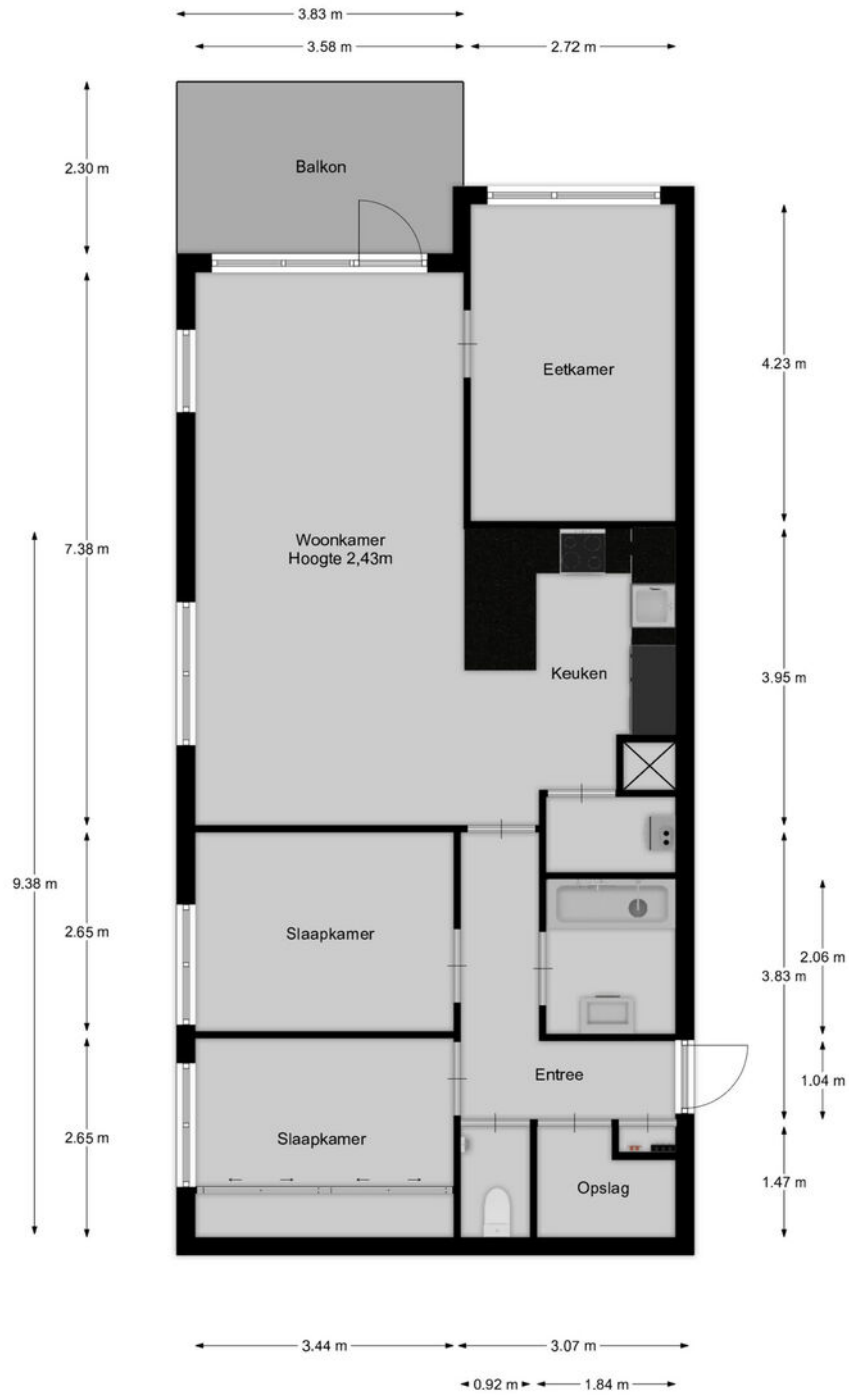 3.83 m
3.58 m
2.72 m
2.30 m
Balkon
4.23 m
Eetkamer
7.38 m
Woonkamer
Hoogte 2,43m
Keuken
3.95 m
9.38 m
2.65 m
Slaapkamer
2.06 m
3.83 m
Entree
1.04 m
2.65 m
Slaapkamer
Opslag
1.47 m
3.44 m
3.07 m
0.92 m
1.84 m